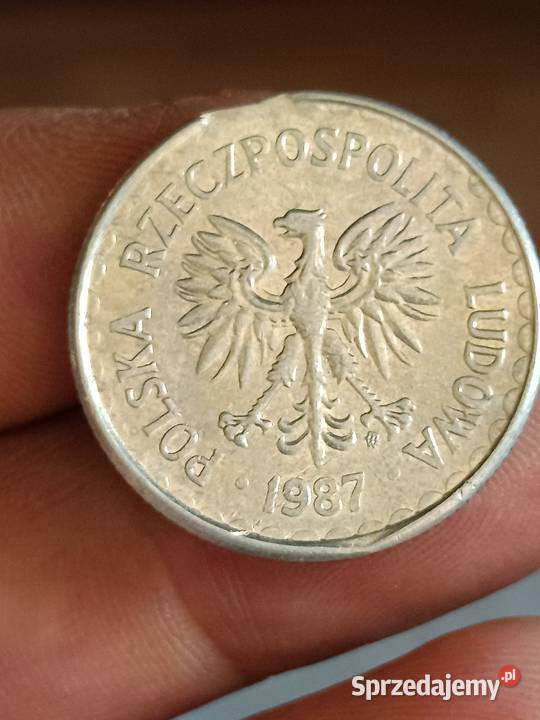 POLSKA RZECZPOSPOLITA LUDOWA
· 1987 ·
Sprzedajemy.pl